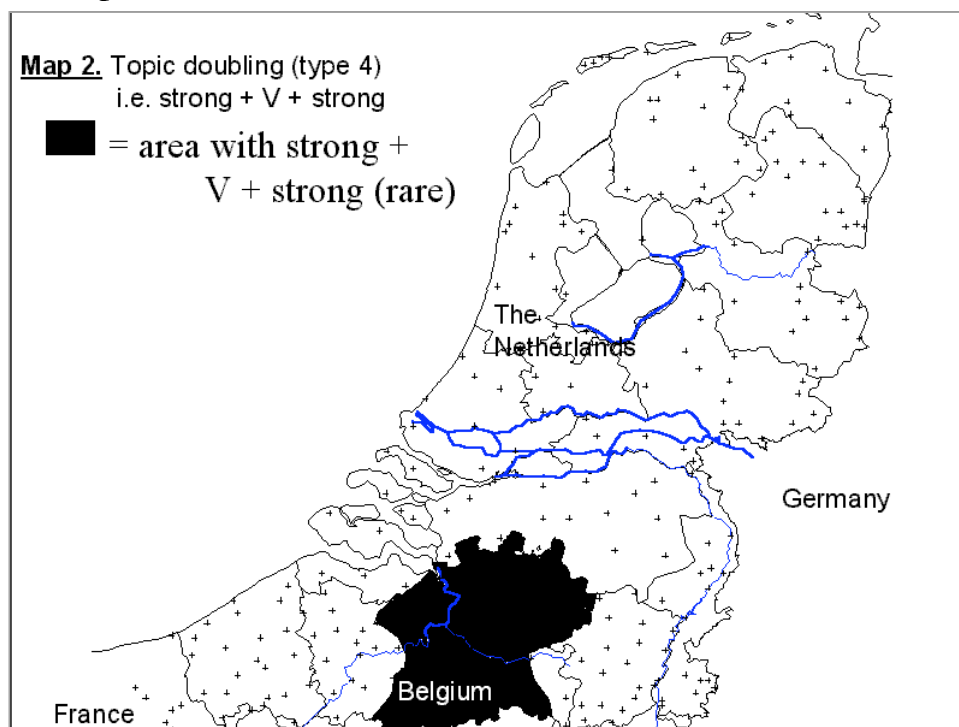 Map 2. Topic doubling (type 4)
i.e. strong + V + strong
= area with strong +
V + strong (rare)
The
Netherlands
Germany
Belgium
France